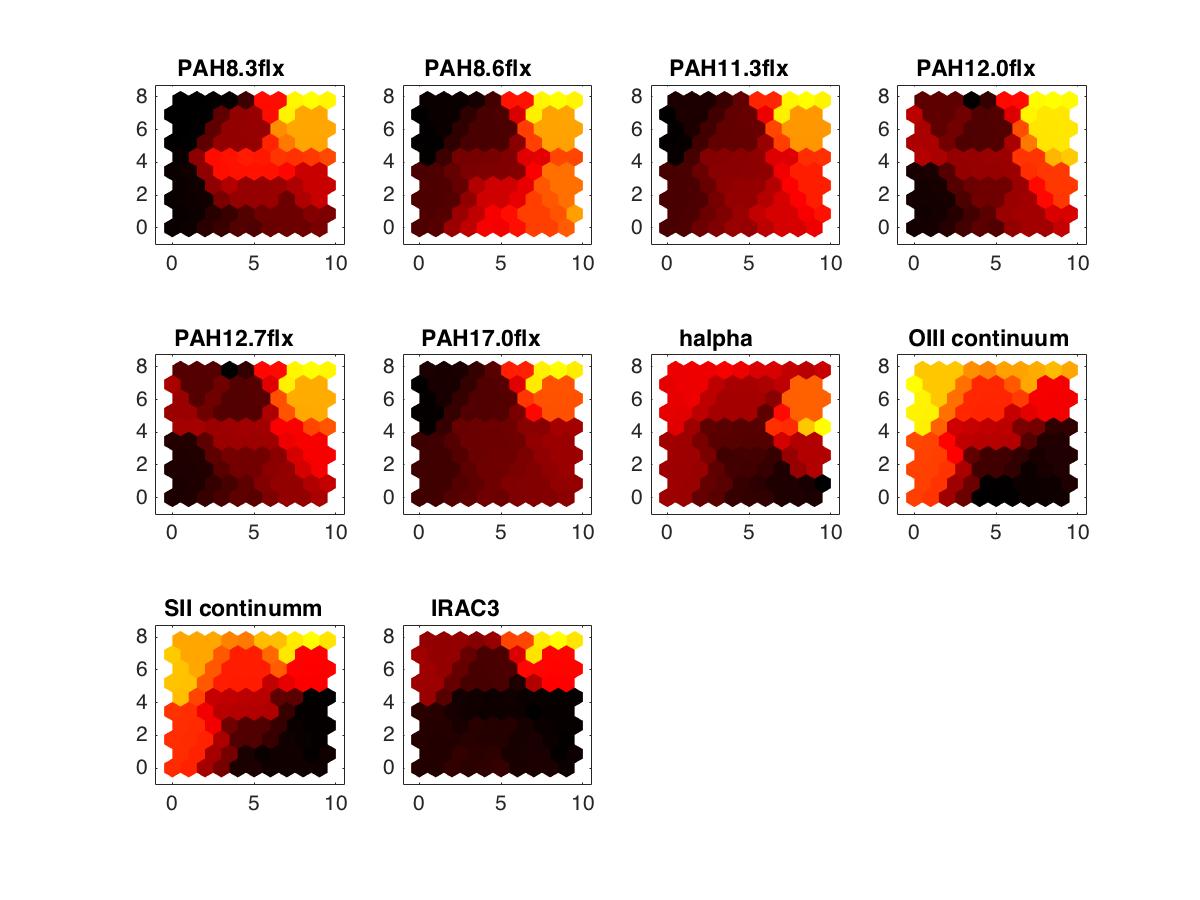 PAH8.3flx PAH8.6flx PAH11.3flx PAH12.0flx
8 8 8 8
6 6 6 6
4 4 4 4
2 2 2 2
0 0 0 0
0 5 10 0 5 10 0 5 10 0 5 10
PAH12.7flx PAH17.0flx halpha OIII continuum
8 8 8 8
6 6 6 6
4 4 4 4
2 2 2 2
0 0 0 0
0 5 10 0 5 10 0 5 10 0 5 10
SII continumm IRAC3
8 8
6 6
4 4
2 2
0 0
0 5 10 0 5 10